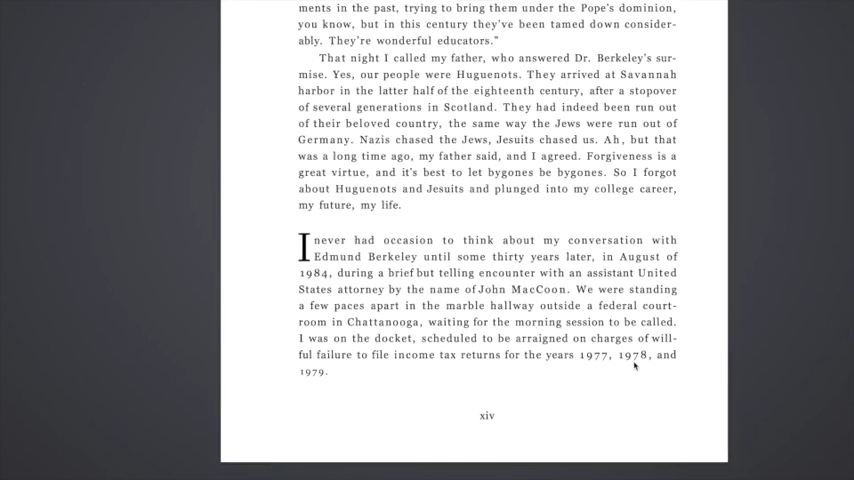 ments in the past, trying to bring them under the Pope's dominion,
you know, but in this century they've been tamed down consider-
ably. They're wonderful educators."
That night I called my father, who answered Dr. Berkeley's sur-
mise. Yes, our people were Huguenots. They arrived at Savannah
harbor in the latter half of the eighteenth century, after a stopover
of several generations in Scotland. They had indeed been run out
of their beloved country, the same way the Jews were run out of
Germany. Nazis chased the Jews, Jesuits chased us. Ah, but that
was a long time ago, my father said, and I agreed. Forgiveness is a
great virtue, and it's best to let bygones be bygones. So I forgot
about Huguenots and Jesuits and plunged into my college career,
my future, my life.
I never had occasion to think about my conversation with
Edmund Berkeley until some thirty years later, in August of
1984, during a brief but telling encounter with an assistant United
States attorney by the name of John MacCoon. We were standing
a few paces apart in the marble hallway outside a federal court-
room in Chattanooga, waiting for the morning session to be called.
I was on the docket, scheduled to be arraigned on charges of will-
ful failure to file income tax returns for the years 1977, 1978, and
1979.
xiv